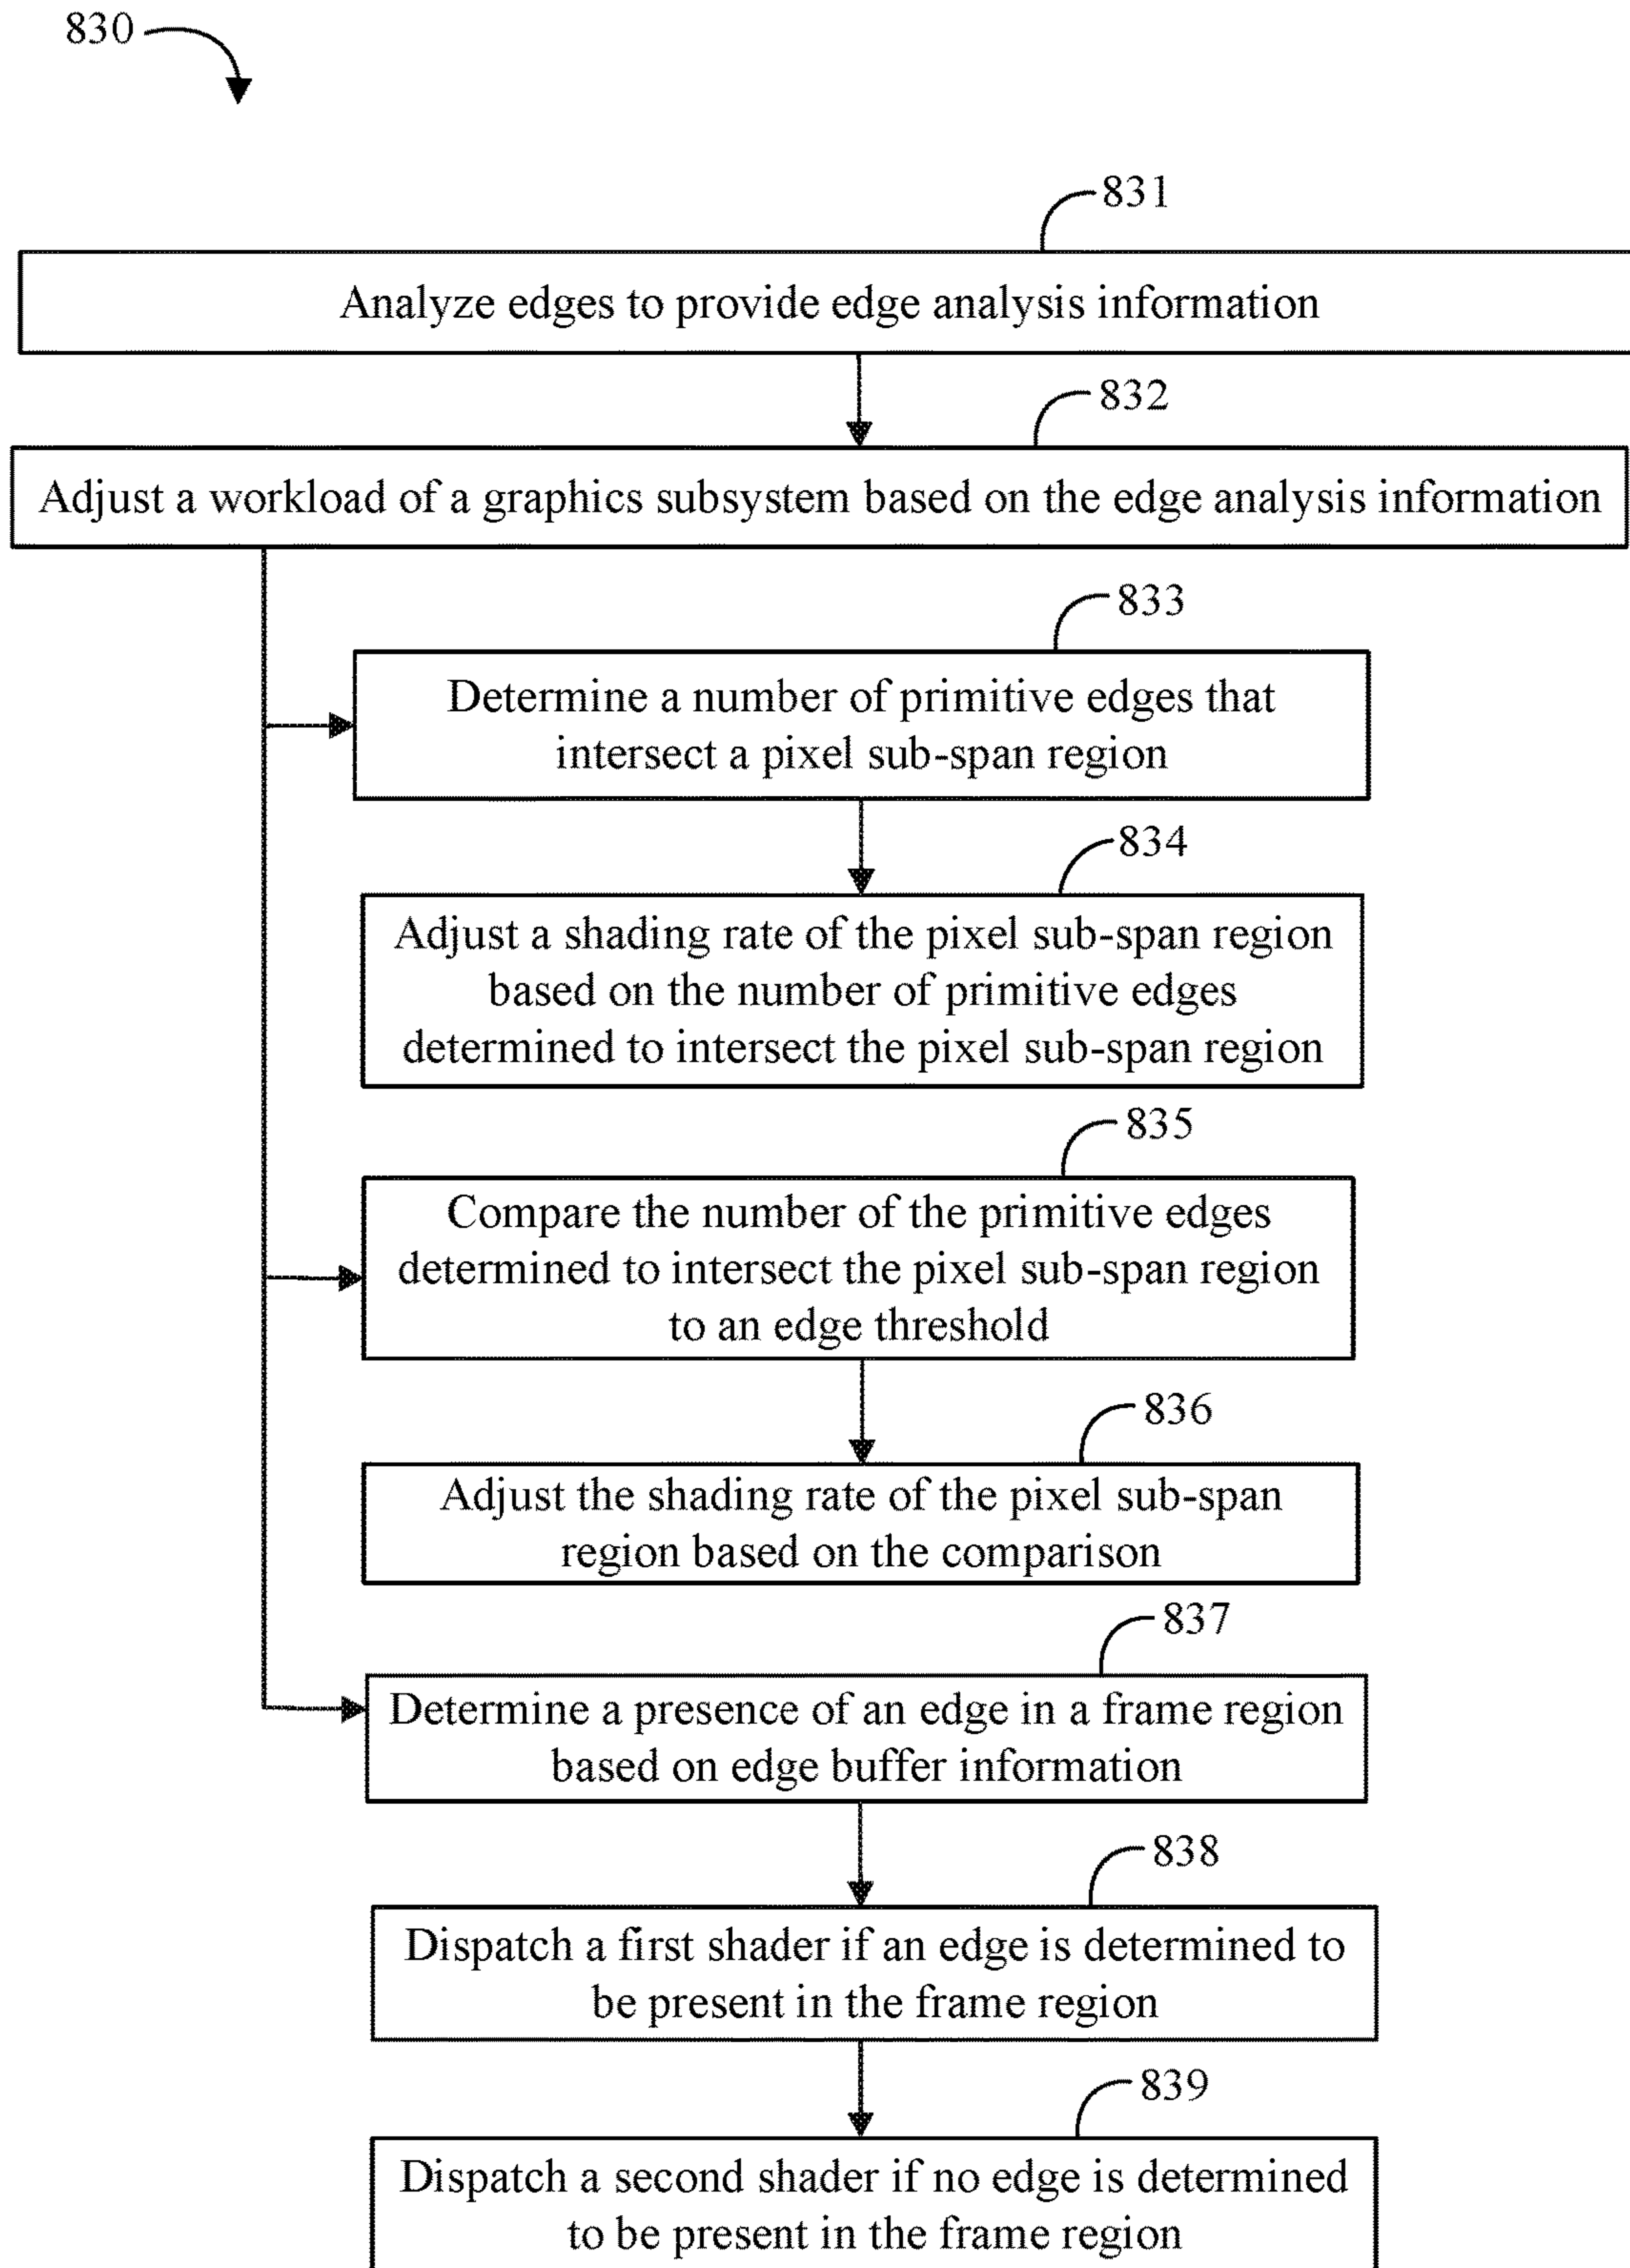 830
831
Analyze edges to provide edge analysis information
832
Adjust a workload of a graphics subsystem based on the edge analysis information
833
Determine a number of primitive edges that
intersect a pixel sub-span region
834
Adjust a shading rate of the pixel sub-span region
based on the number of primitive edges
determined to intersect the pixel sub-span region
835
Compare the number of the primitive edges
determined to intersect the pixel sub-span region
to an edge threshold
836
Adjust the shading rate of the pixel sub-span
region based on the comparison
837
Determine a presence of an edge in a frame region
based on edge buffer information
838
Dispatch a first shader if an edge is determined to
be present in the frame region
839
Dispatch a second shader if no edge is determined
to be present in the frame region